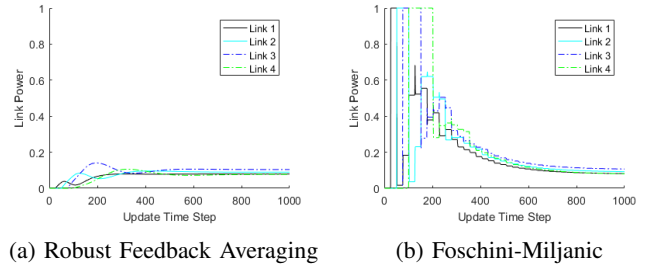 1
0.8
0.6
0.4
0.2
0
Link Power
0 200 400 600 800 1000
Update Time Step
Link 1
Link 2
Link 3
Link 4
(a) Robust Feedback Averaging
1
0.8
0.6
0.4
0.2
0
Link Power
0 200 400 600 800 1000
Update Time Step
Link 1
Link 2
Link 3
Link 4
(b) Foschini-Miljanic